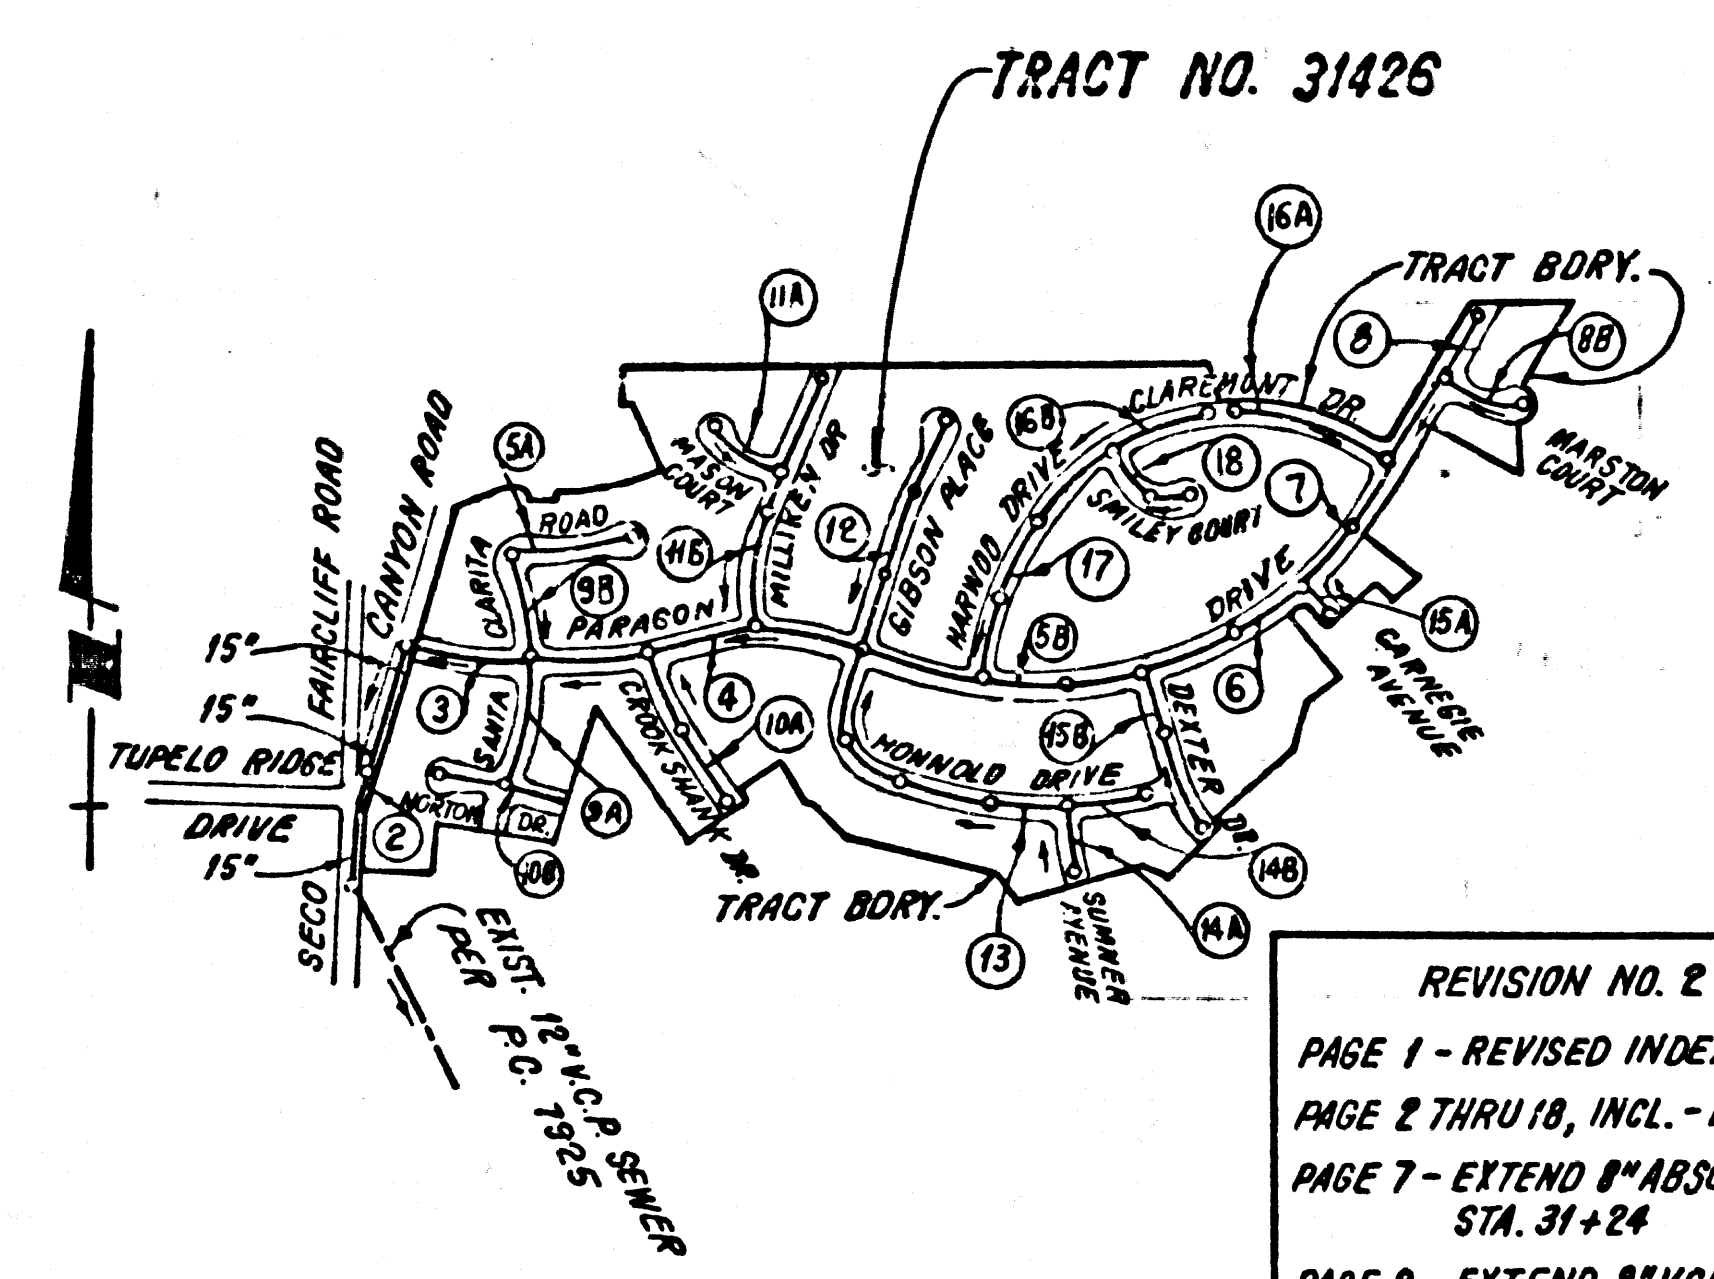 TRACT NO. 31426
16A
TRACT BDRY.
11A
8
8B
CLAREMONT DR.
16B
MASON
COURT
MILLIREN DR
5A
18
7
MARSTON
COURT
FAIRCLIFF ROAD
CANYON ROAD
CLARITA
ROAD
11B
12
GIBSON PLACE
HARWOOD DRIVE
SMILEY COURT
17
9B
PARAGON
DRIVE
5B
15A
CARNEGIE
AVENUE
15"
3
4
6
15"
SANTA
CROOKSHANK DR.
10A
15B
DEXTER DR.
TUPELO RIDGE
DRIVE
NORTON DR.
9A
HONNOLD DRIVE
2
15"
10B
14B
SECO
TRACT BDRY.
13
14A
SUMNER
AVENUE
EXIST. 12" V.C.P. SEWER
PER P.C. 7925
REVISION NO. 2
PAGE 1 - REVISED INDE
PAGE 2 THRU 18, INCL. -
PAGE 7 - EXTEND 8" ABS
STA. 31+24
EXTEND 8"